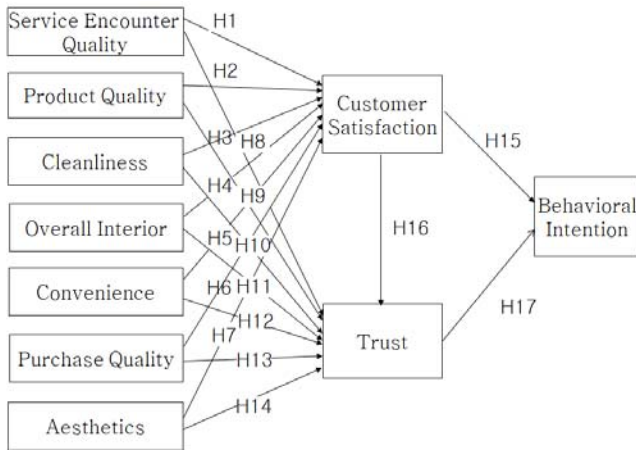 Service Encounter
Quality
Product Quality
Cleanliness
Overall Interior
Convenience
Purchase Quality
Aesthetics
H1
H2
H3
H8
H4
H9
H5
H10
H6
H11
H7
H12
H13
H14
Customer
Satisfaction
H16
Trust
H15
H17
Behavioral
Intention